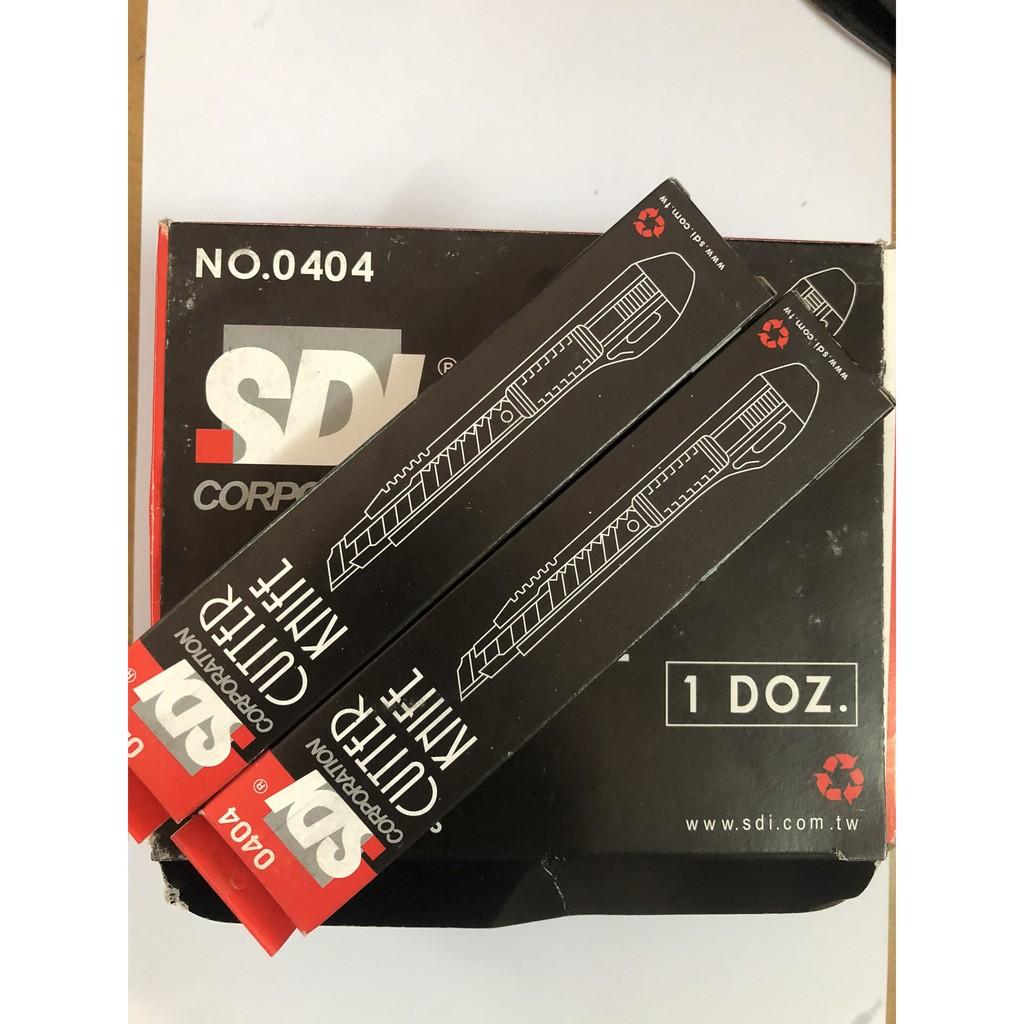 NO.0404
SDI
®
CORPO
www.sdi.com.tw
CUTTER
KNIFE
SDI
®
CORPORATION
www.sdi.com.tw
CUTTER
KNIFE
SDI
®
CORPORATION
0404
1 DOZ.
www.sdi.com.tw